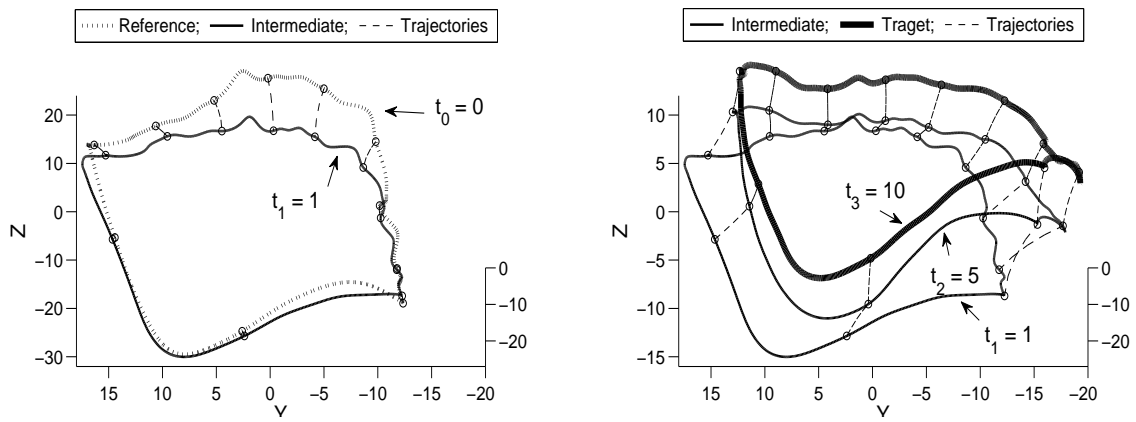 Reference; Intermediate; Trajectories
20
10
0
−10
−20
−30
Z
0
−10
−20
15 10 5 0 −5 −10 −15 −20
Y
t0 = 0
t1 = 1
Intermediate; Traget; Trajectories
20
10
5
0
−5
−10
−15
Z
0
−10
−20
15 10 5 0 −5 −10 −15 −20
Y
t3 = 10
t2 = 5
t1 = 1